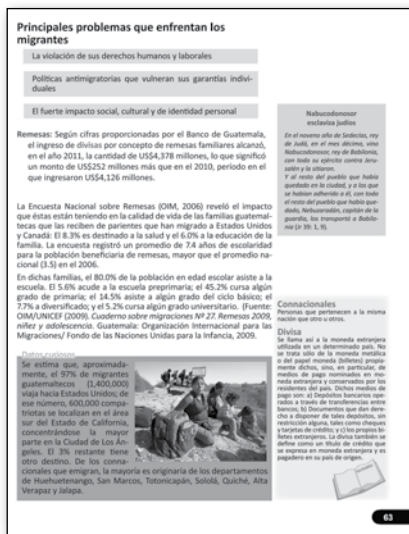 Principales problemas que enfrentan los
migrantes
La violación de sus derechos humanos y laborales
Políticas antimigratorias que vulneran sus garantías indivi-
duales
El fuerte impacto social, cultural y de identidad personal
Remesas: Según cifras proporcionadas por el Banco de Guatemala,
el ingreso de divisas por concepto de remesas familiares alcanzó,
en el año 2011, la cantidad de US$4,378 millones, lo que significó
un monto de US$252 millones más que en el 2010, período en el
que ingresaron US$4,126 millones.
La Encuesta Nacional sobre Remesas (OIM, 2006) reveló el impacto
que éstas están teniendo en la calidad de vida de las familias guatemal-
tecas que las reciben de parientes que han migrado a Estados Unidos
y Canadá: El 8.3% es destinado a la salud y el 6.0% a la educación de la
familia. La encuesta registró un promedio de 7.4 años de escolaridad
para la población beneficiaria de remesas, mayor que el promedio na-
cional (3.5) en el 2006.
En dichas familias, el 80.0% de la población en edad escolar asiste a la
escuela. El 5.6% acude a la escuela preprimaria; el 45.2% cursa algún
grado de primaria; el 14.5% asiste a algún grado del ciclo básico; el
7.7% a diversificado; y el 5.2% cursa algún grado universitario. (Fuente:
OIM/UNICEF (2009). Cuaderno sobre migraciones Nº 27. Remesas 2009,
niñez y adolescencia. Guatemala: Organización Internacional para las
Migraciones/ Fondo de las Naciones Unidas para la Infancia, 2009.
Datos curiosos
Se estima que, aproximada-
mente, el 97% de migrantes
guatemaltecos (1,400,000)
viaja hacia Estados Unidos; de
ese número, 600,000 compa-
triotas se localizan en el área
sur del Estado de California,
concentrándose la mayor
parte en la Ciudad de Los Án-
geles. El 3% restante tiene
otro destino. De los conna-
cionales que emigran, la mayoría es originaria de los departamentos
de Huehuetenango, San Marcos, Totonicapán, Sololá, Quiché, Alta
Verapaz y Jalapa.
Nabucodonosor
esclaviza judíos
En el noveno año de Sedecías, rey
de Judá, en el mes décimo, vino
Nabucodonosor, rey de Babilonia,
con todo su ejército contra Jeru-
salén y la sitiaron.
Y al resto del pueblo que había
quedado en la ciudad, y a los que
se habían adherido a él, con todo
el resto del pueblo que había que-
dado, Nebuzaradán, capitán de la
guardia, los transportó a Babilo-
nia (Jr 39: 1, 9).
Connacionales
Personas que pertenecen a la misma
nación que otro u otros.
Divisa
Se llama así a la moneda extranjera
utilizada en un determinado país. No
se trata sólo de la moneda metálica
o del papel moneda (billetes) propia-
mente dichos, sino, en particular, de
medios de pago nominados en mo-
neda extranjera y conservados por los
residentes del país. Dichos medios de
pago son: a) Depósitos bancarios ope-
rados a través de transferencias entre
bancos; b) Documentos que dan dere-
cho a disponer de tales depósitos, sin
restricción alguna, tales como cheques
y tarjetas de crédito; y c) los propios bi-
lletes extranjeros. La divisa también se
define como un título de crédito que
se expresa en moneda extranjera y es
pagadero en su país de origen.
63